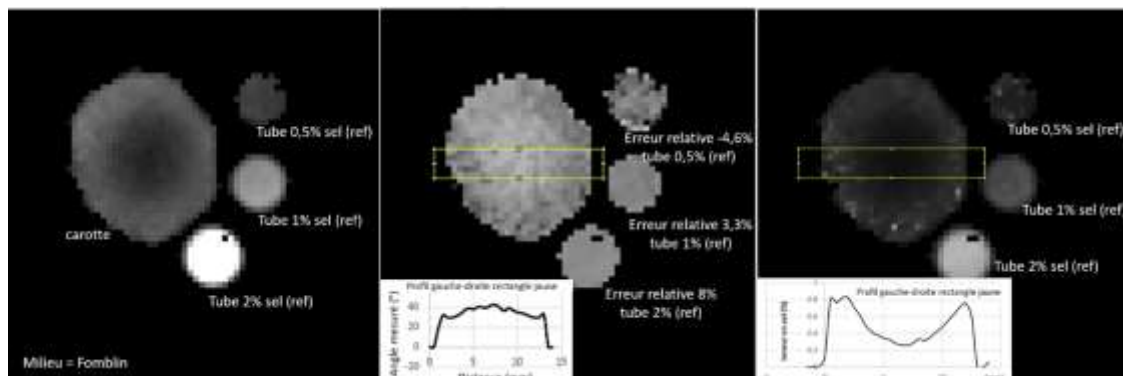 Tube 0,5% sel (ref)
Tube 1% sel (ref)
carotte
Tube 2% sel (ref)
Milieu = Fomblin
Erreur relative -4,6%
tube 0,5% (ref)
Erreur relative 3,3%
tube 1% (ref)
Erreur relative 8%
tube 2% (ref)
Profil gauche-droite rectangle jaune
Angle mesuré (°)
40
20
0
-20
0
5
10
15
Tube 0,5% sel (ref)
Tube 1% sel (ref)
Tube 2% sel (ref)
Profil gauche-droite rectangle jaune